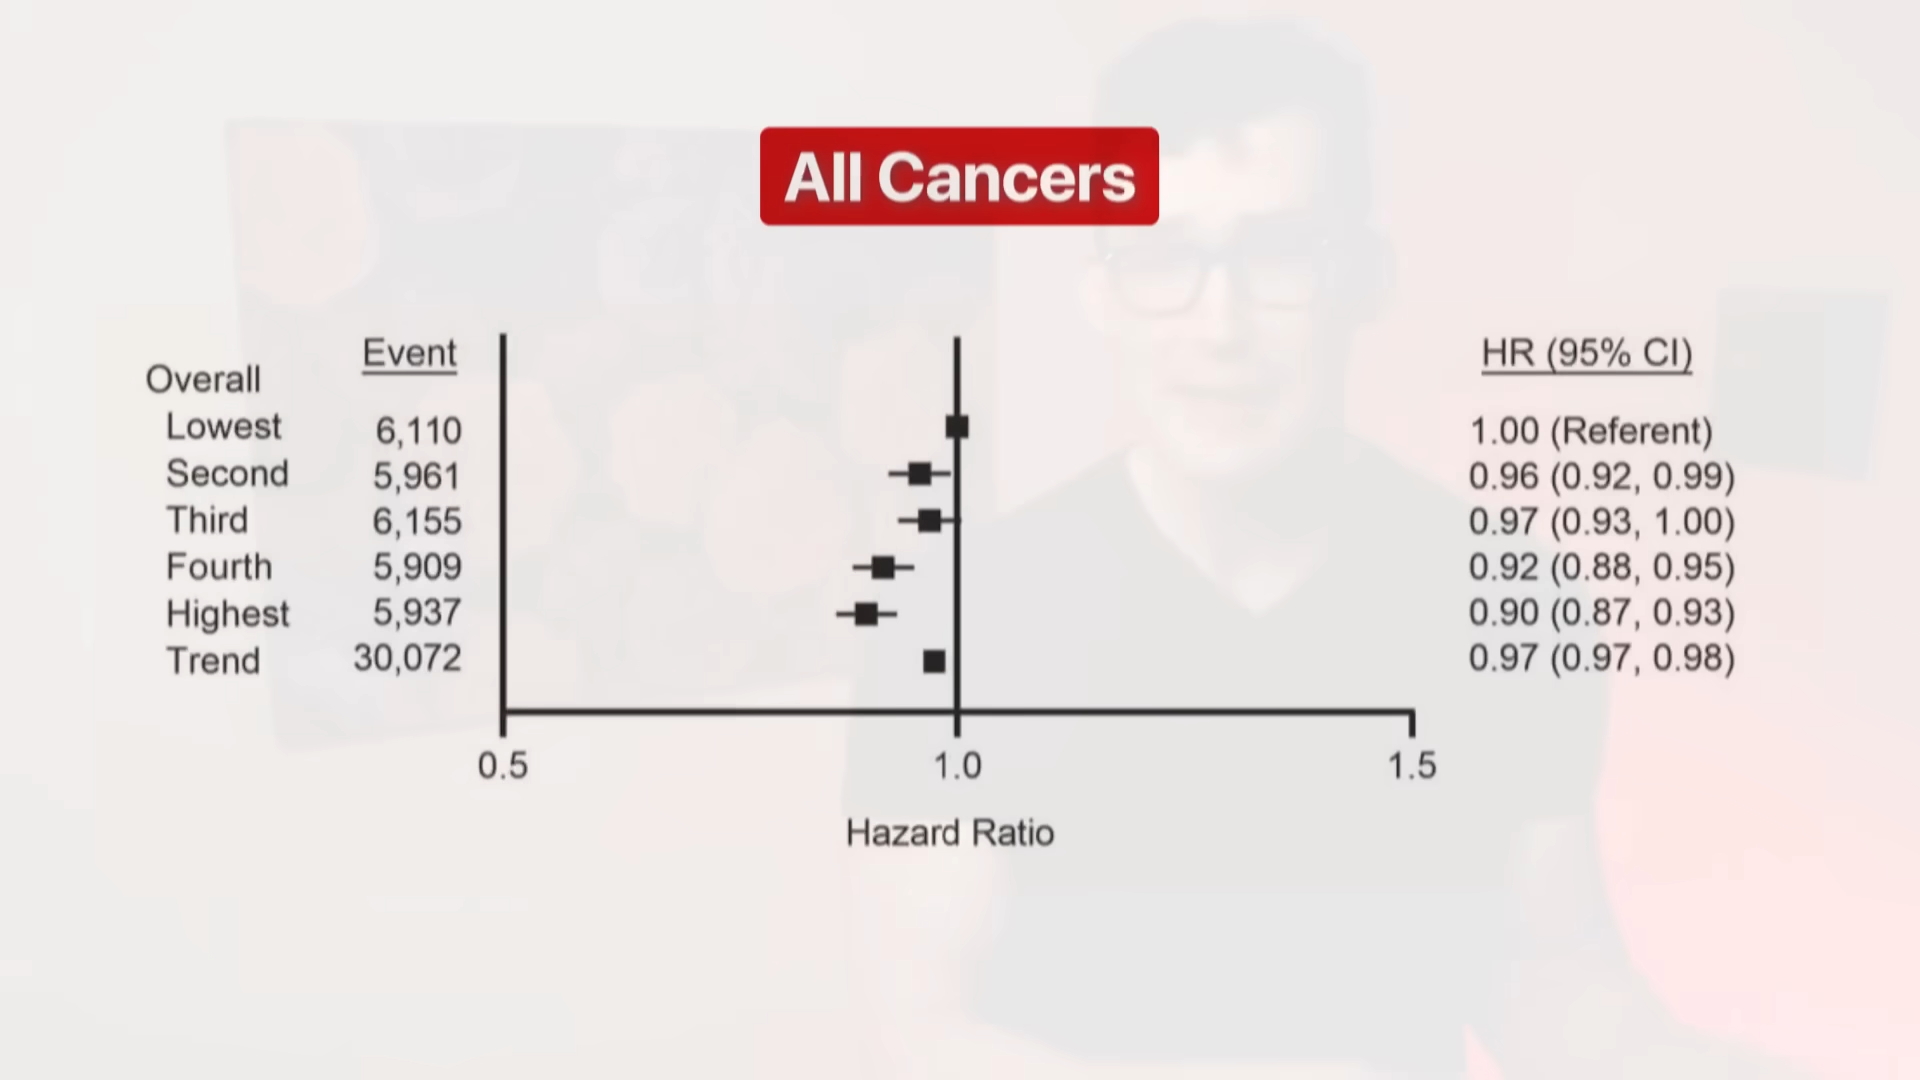 All Cancers
Event HR (95% CI)
Overall
Lowest 6,110 1.00 (Referent)
Second 5,961 0.96 (0.92, 0.99)
Third 6,155 0.97 (0.93, 1.00)
Fourth 5,909 0.92 (0.88, 0.95)
Highest 5,937 0.90 (0.87, 0.93)
Trend 30,072 0.97 (0.97, 0.98)
0.5 1.0 1.5
Hazard Ratio